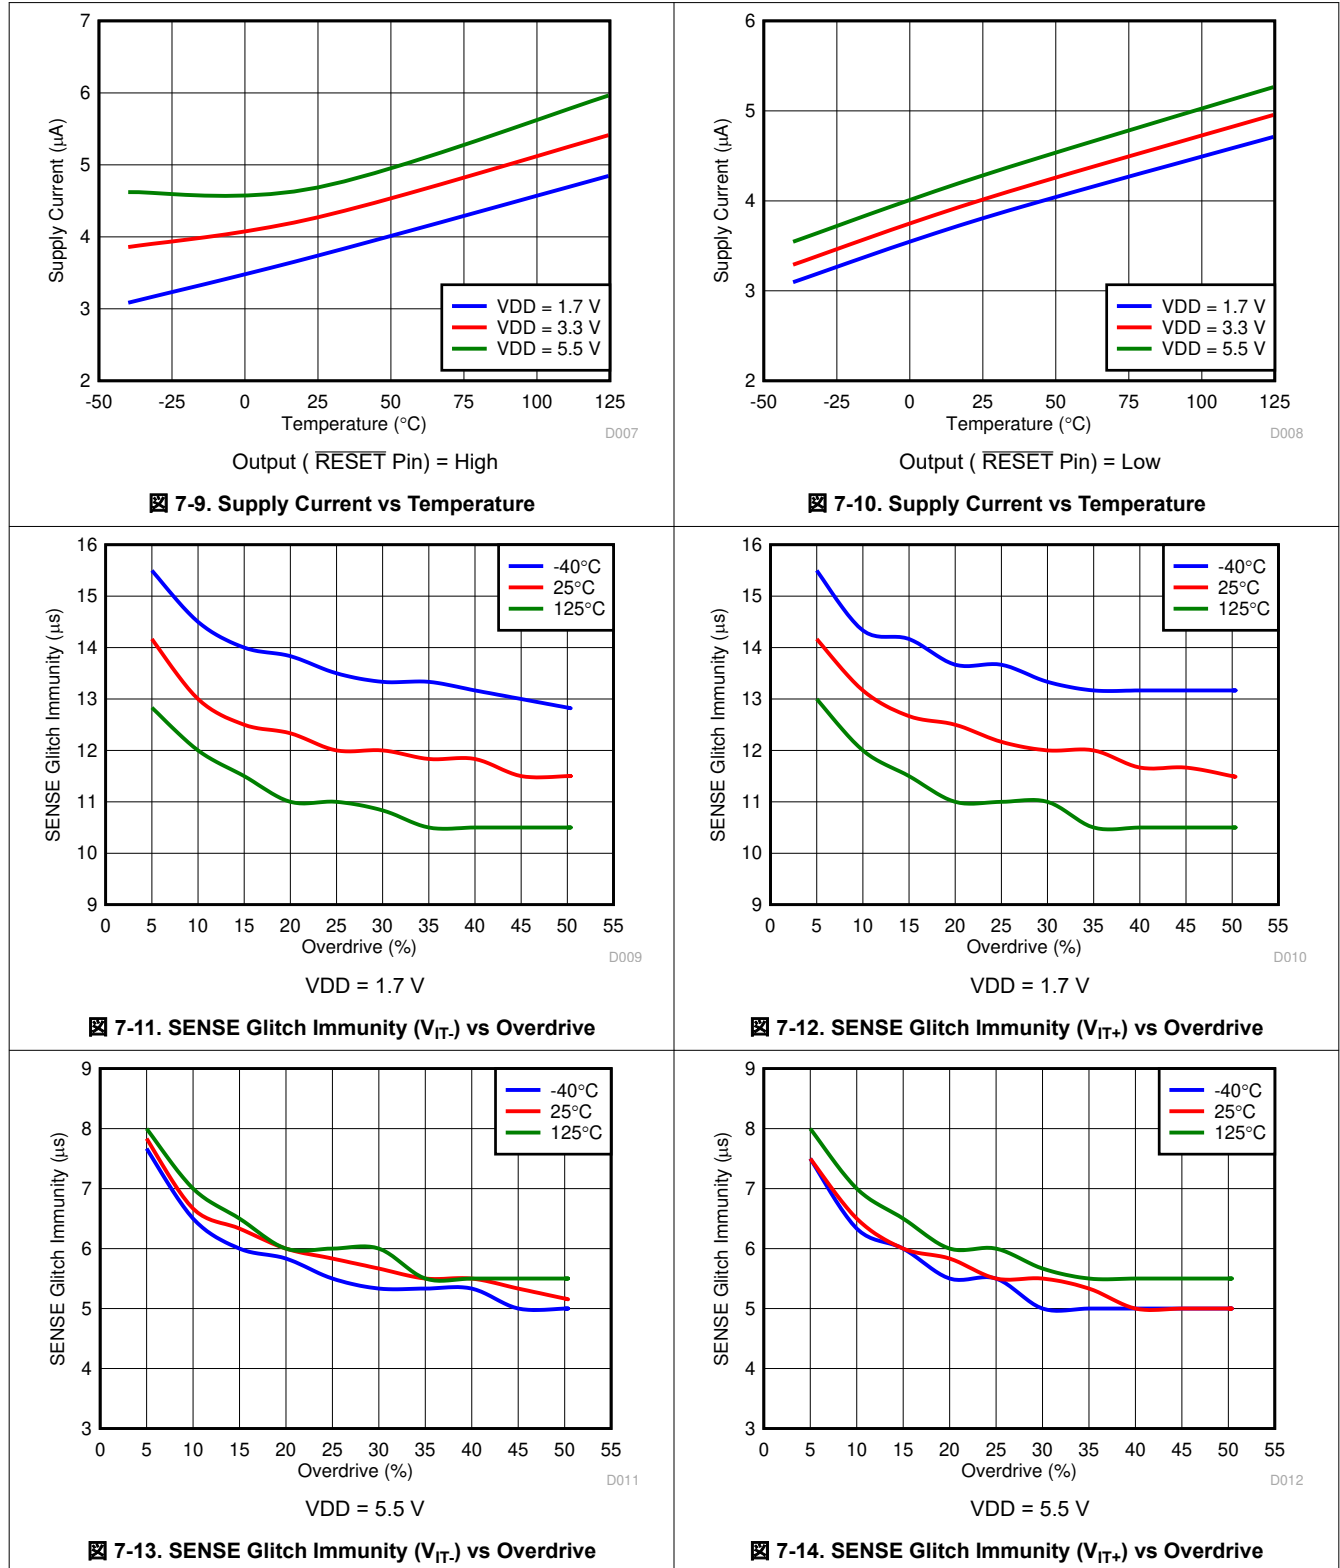 7
6
5
4
3
2
Supply Current (μA)
-50 -25 0 25 50 75 100 125
Temperature (°C)
VDD = 1.7 V
VDD = 3.3 V
VDD = 5.5 V
D007
Output ( RESET Pin) = High
図 7-9. Supply Current vs Temperature
6
5
4
3
2
Supply Current (μA)
-50 -25 0 25 50 75 100 125
Temperature (°C)
VDD = 1.7 V
VDD = 3.3 V
VDD = 5.5 V
D008
Output ( RESET Pin) = Low
図 7-10. Supply Current vs Temperature
16
15
14
13
12
11
10
9
SENSE Glitch Immunity (μs)
0 5 10 15 20 25 30 35 40 45 50 55
Overdrive (%)
-40°C
25°C
125°C
D009
VDD = 1.7 V
図 7-11. SENSE Glitch Immunity (VIT-) vs Overdrive
16
15
14
13
12
11
10
9
SENSE Glitch Immunity (μs)
0 5 10 15 20 25 30 35 40 45 50 55
Overdrive (%)
-40°C
25°C
125°C
D010
VDD = 1.7 V
図 7-12. SENSE Glitch Immunity (VIT+) vs Overdrive
9
8
7
6
5
4
3
SENSE Glitch Immunity (μs)
0 5 10 15 20 25 30 35 40 45 50 55
Overdrive (%)
-40°C
25°C
125°C
D011
VDD = 5.5 V
図 7-13. SENSE Glitch Immunity (VIT-) vs Overdrive
9
8
7
6
5
4
3
SENSE Glitch Immunity (μs)
0 5 10 15 20 25 30 35 40 45 50 55
Overdrive (%)
-40°C
25°C
125°C
D012
VDD = 5.5 V
図 7-14. SENSE Glitch Immunity (VIT+) vs Overdrive